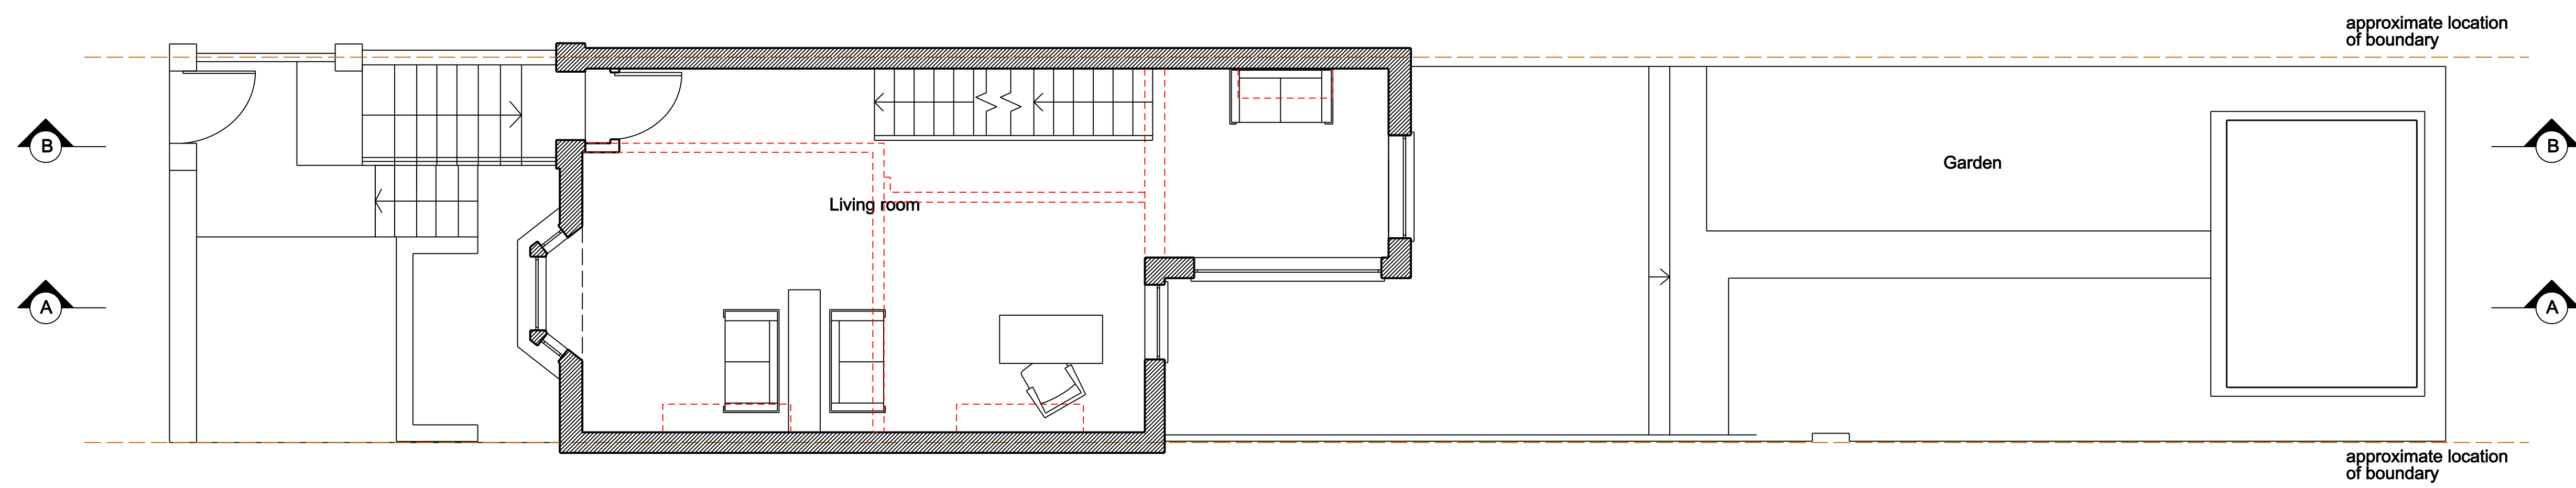 approximate location
of boundary
B
B
Garden
Living room
A
A
approximate location
of boundary